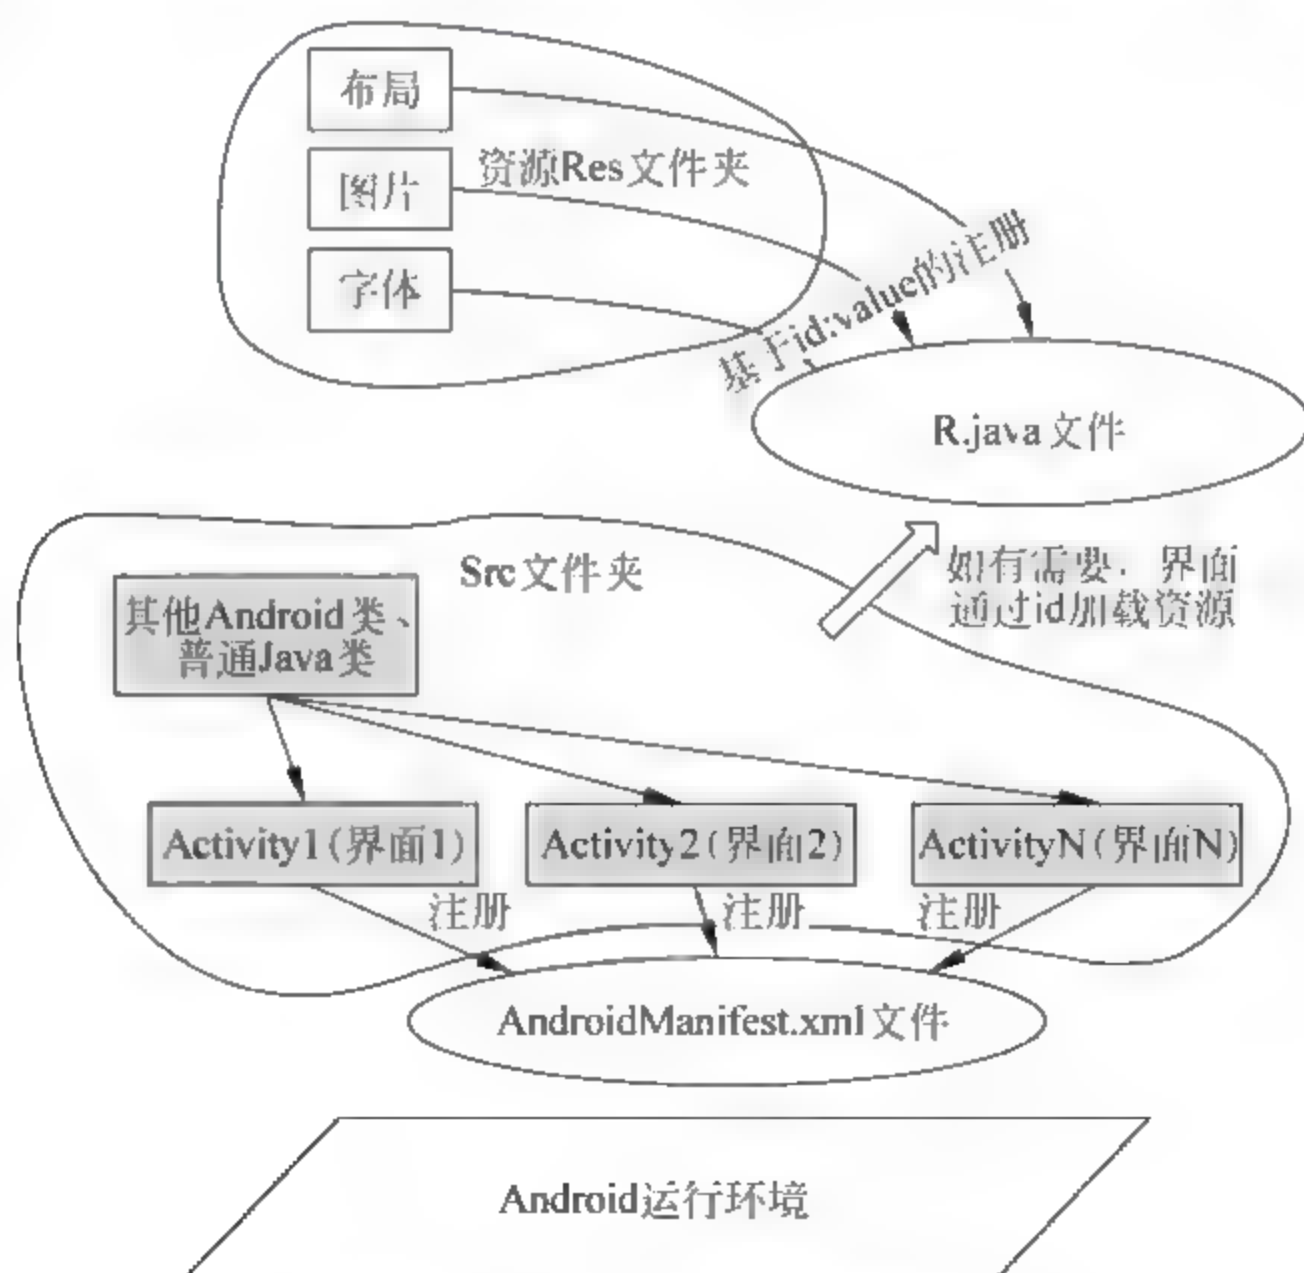 布局
图片
字体
资源Res文件夹
基于id:value的注册
R.java文件
Src文件夹
如有需要，界面
通过id加载资源
其他Android类、
普通Java类
Activity1(界面1)
Activity2(界面2)
ActivityN(界面N)
注册
注册
注册
AndroidManifest.xml文件
Android运行环境